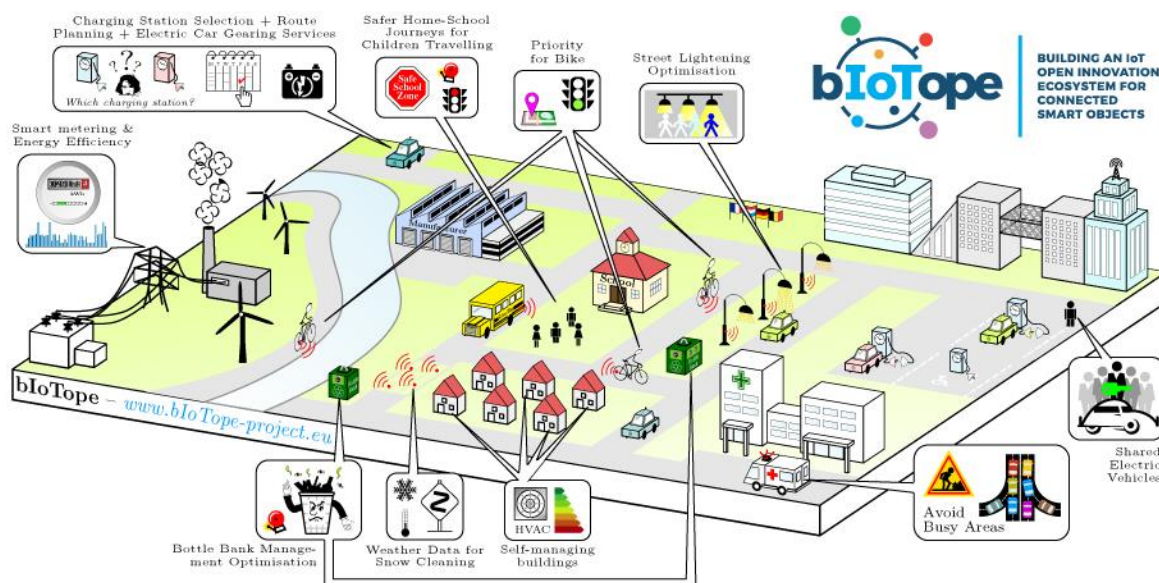 Charging Station Selection + Route
Planning + Electric Car Gearing Services
Which charging station?
Safer Home-School
Journeys for
Children Travelling
Safe
School
Zone
Priority
for Bike
Street Lightening
Optimisation
bIoTope
BUILDING AN IoT
OPEN INNOVATION
ECOSYSTEM FOR
CONNECTED
SMART OBJECTS
Smart metering &
Energy Efficiency
Manufacturer
School
bIoTope – www.bIoTope-project.eu
Shared
Electric
Vehicles
Avoid
Busy Areas
HVAC
Bottle Bank Manage-
ment Optimisation
Weather Data for
Snow Cleaning
Self-managing
buildings